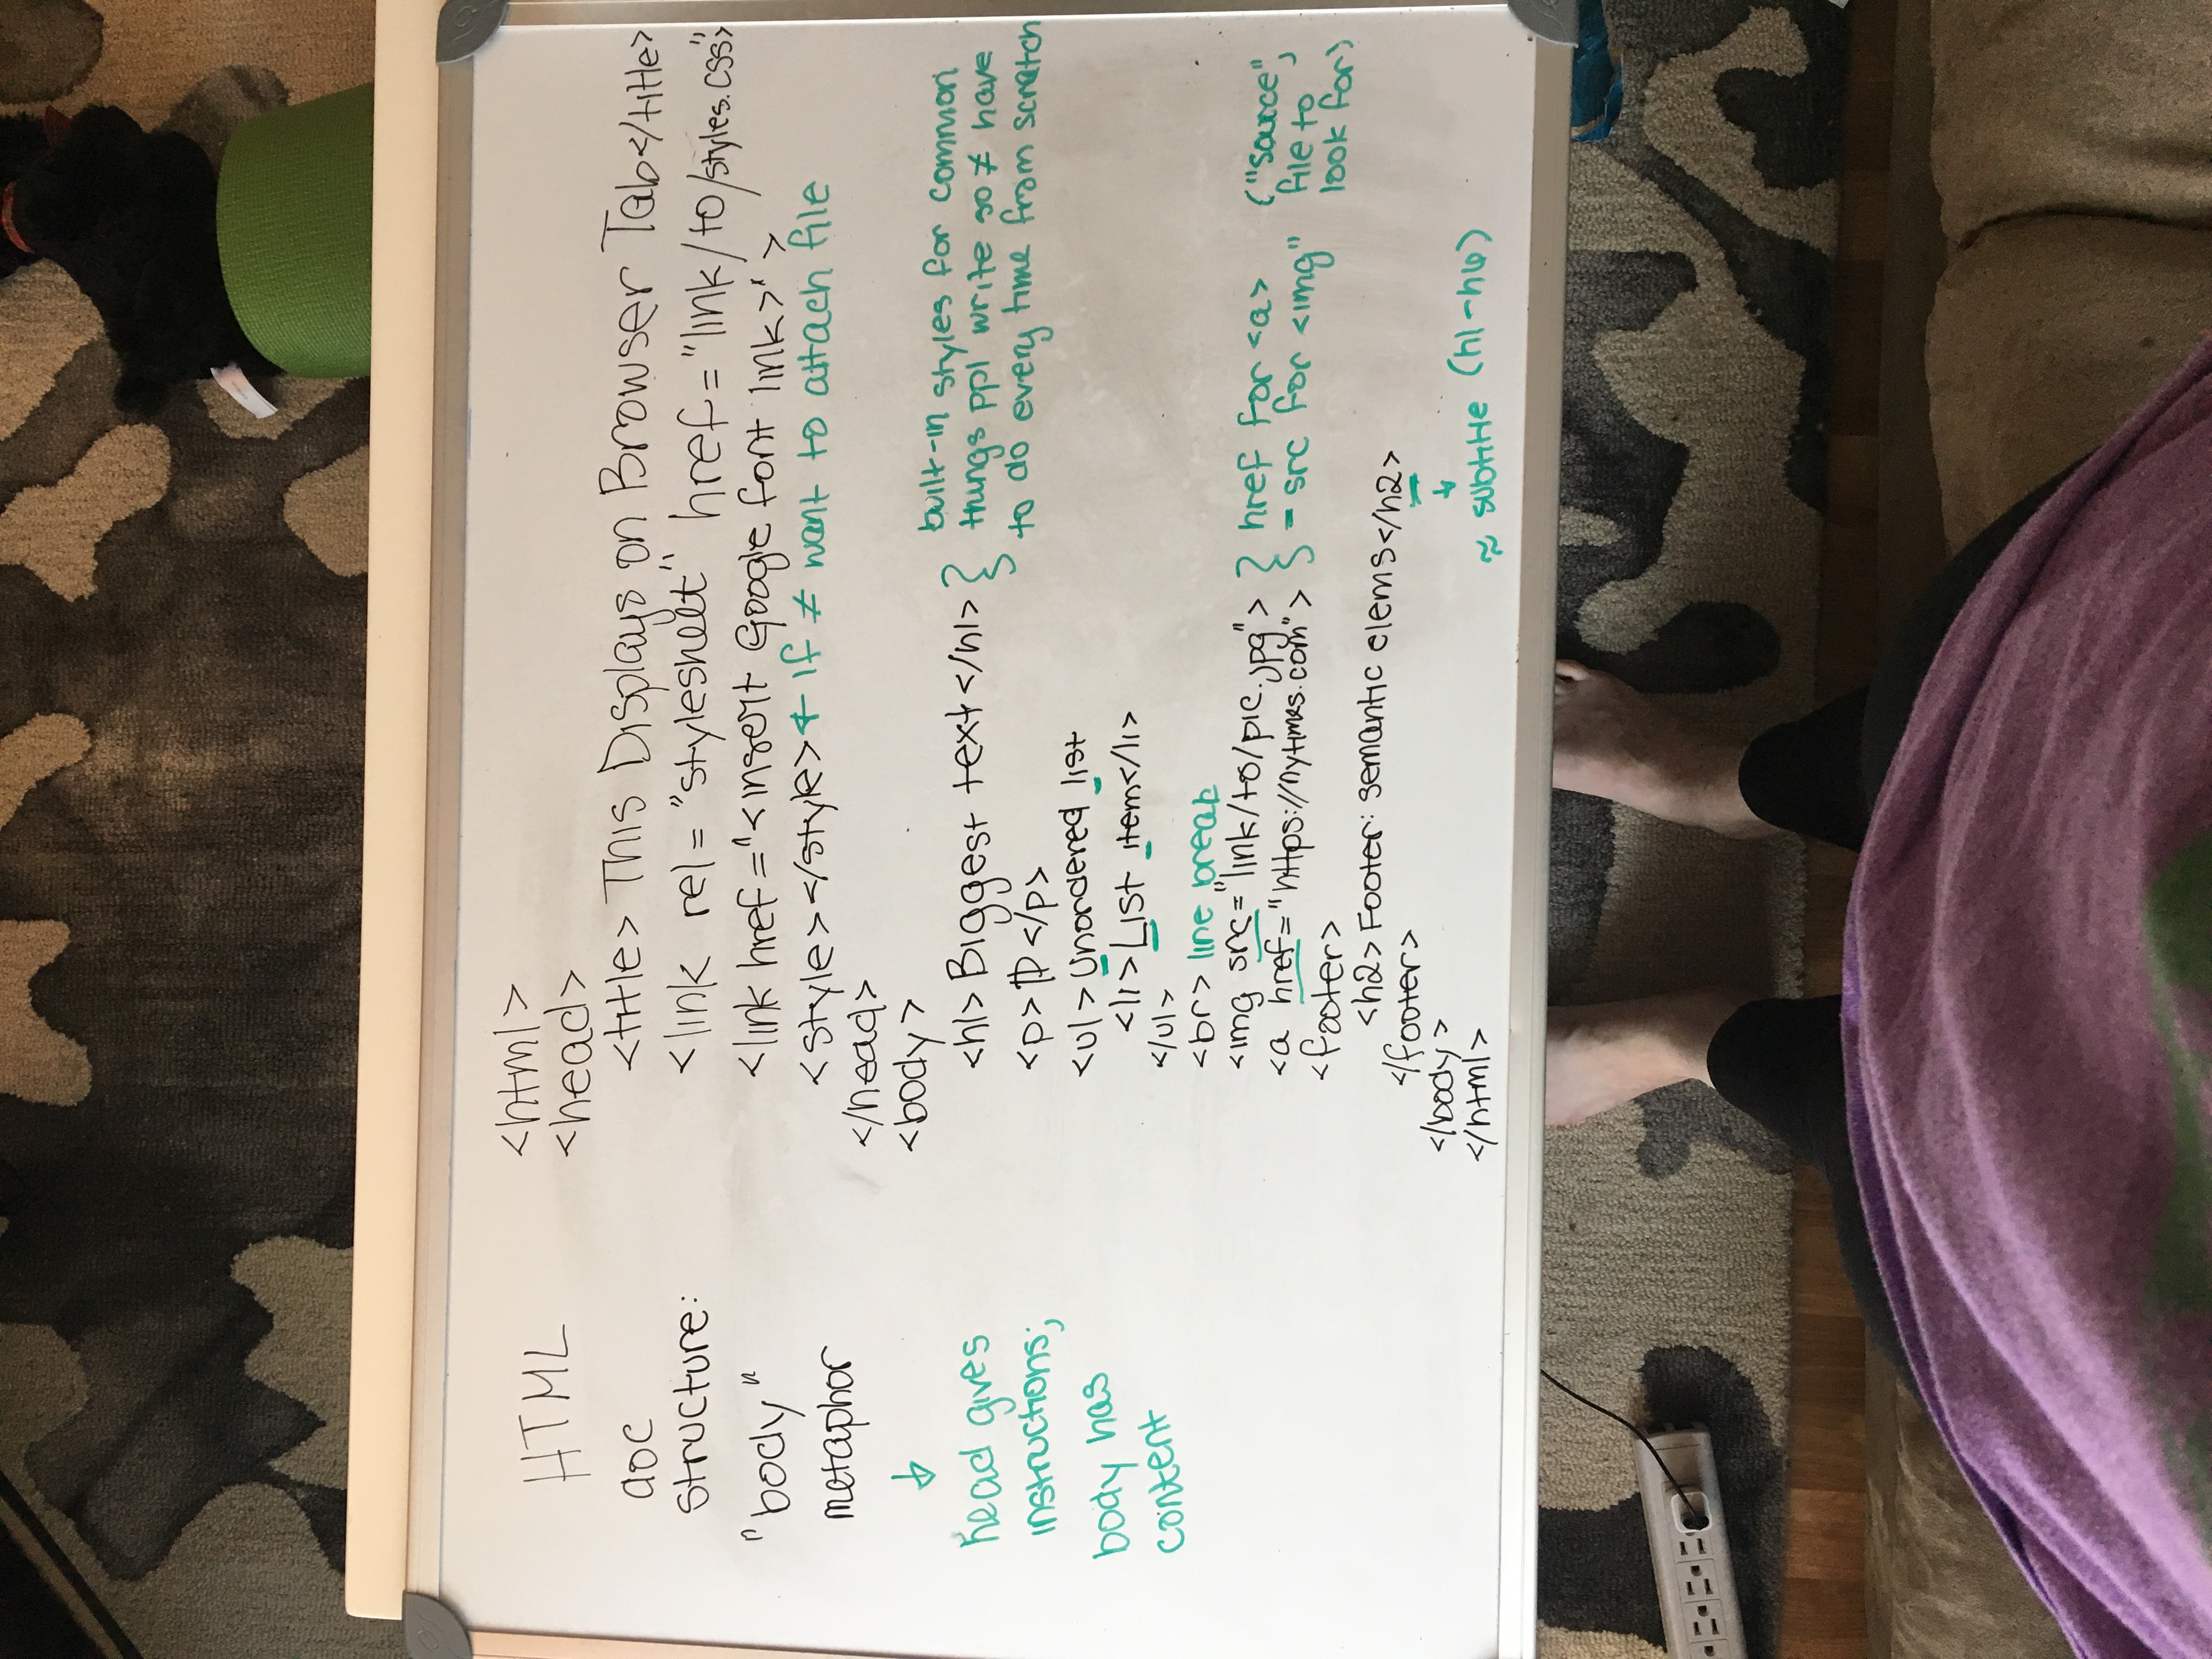 HTML
doc
structure:
"body"
metaphor
↓
head gives
instructions;
body has
content
<html>
<head>
<title> This Displays on Browser Tab</title>
<link rel="stylesheet" href="link/to/styles.css">
<link href="<insert Google font link>">
<style></style> ← if ≠ want to attach file
</head>
<body>
<h1> Biggest text </h1>
built-in styles for common
things ppl write so ≠ have
to do every time from scratch
<p> ¶ </p>
<ul> Unordered list
<li> List item</li>
</ul>
<br> line break
<img src="link/to/pic.jpg">
<a href="https://nytimes.com">
href for <a>
= src for <img"
("source",
file to
look for)
<footer>
<h2> Footer: semantic elems</h2>
</footer>
</body>
</html>
↓
≈ subtitle (h1-h6)